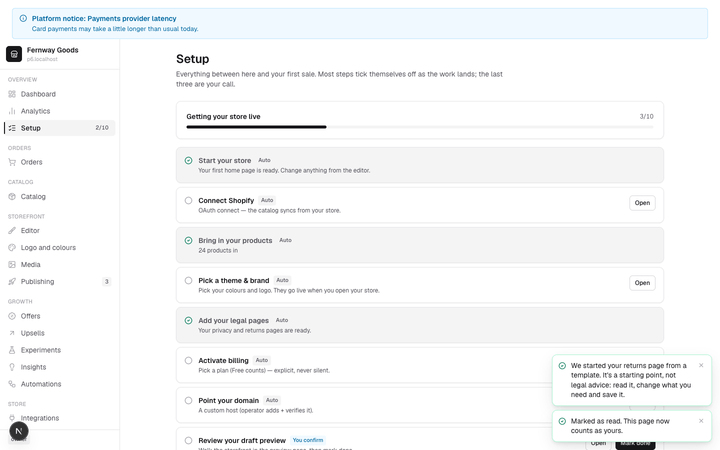 Platform notice: Payments provider latency
Card payments may take a little longer than usual today.
Fernway Goods
p6.localhost
OVERVIEW
Dashboard
Analytics
Setup 2/10
ORDERS
Orders
CATALOG
Catalog
STOREFRONT
Editor
Logo and colours
Media
Publishing 3
GROWTH
Offers
Upsells
Experiments
Insights
Automations
STORE
Integrations
N
Setup
Everything between here and your first sale. Most steps tick themselves off as the work lands; the last
three are your call.
Getting your store live 3/10
Start your store Auto
Your first home page is ready. Change anything from the editor.
Connect Shopify Auto
OAuth connect — the catalog syncs from your store.
Open
Bring in your products Auto
24 products in
Pick a theme & brand Auto
Pick your colours and logo. They go live when you open your store.
Open
Add your legal pages Auto
Your privacy and returns pages are ready.
Activate billing Auto
Pick a plan (Free counts) — explicit, never silent.
Point your domain Auto
A custom host (operator adds + verifies it).
Review your draft preview You confirm
Open Mark done
We started your returns page from a
template. It's a starting point, not
legal advice: read it, change what you
need and save it.
Marked as read. This page now
counts as yours.